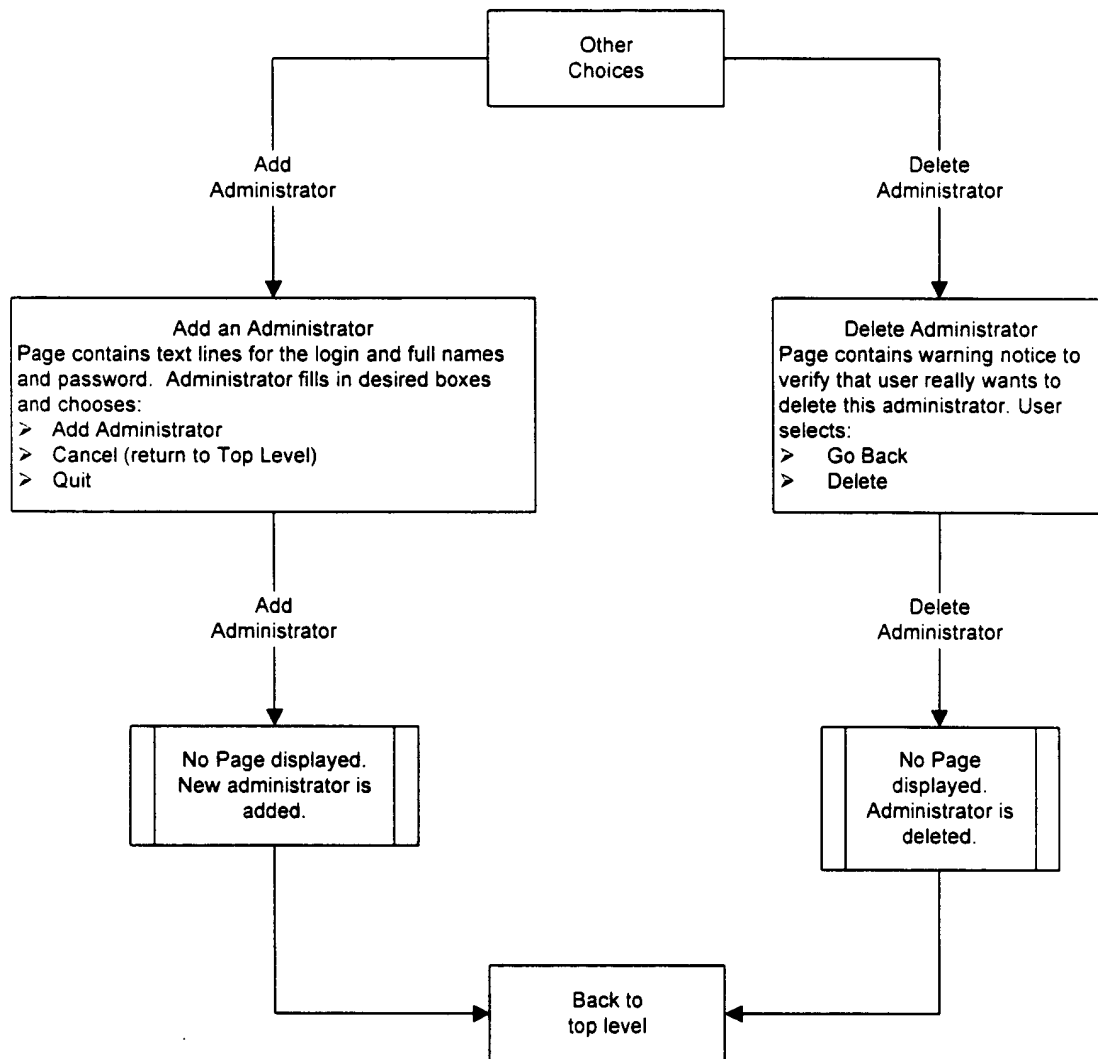 Other
Choices
Add
Administrator
Delete
Administrator
Add an Administrator
Page contains text lines for the login and full names
and password. Administrator fills in desired boxes
and chooses:
➢ Add Administrator
➢ Cancel (return to Top Level)
➢ Quit
Delete Administrator
Page contains warning notice to
verify that user really wants to
delete this administrator. User
selects:
➢ Go Back
➢ Delete
Add
Administrator
Delete
Administrator
No Page displayed.
New administrator is
added.
No Page
displayed.
Administrator is
deleted.
Back to
top level